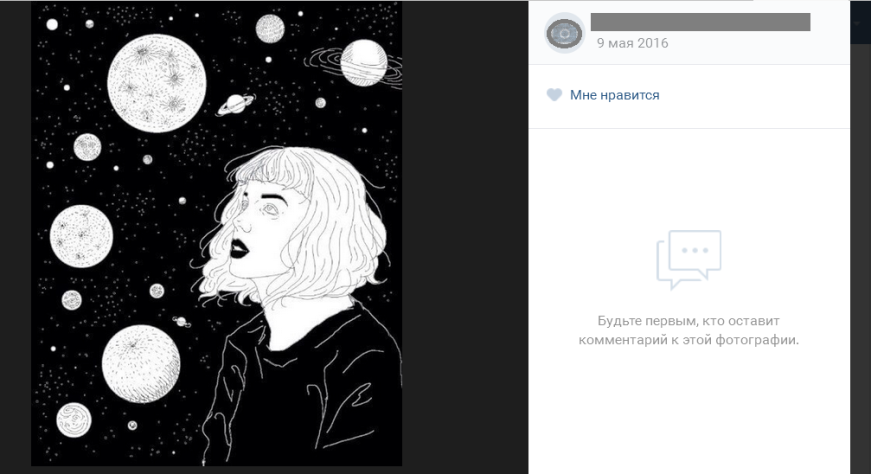 9 мая 2016
Мне нравится
Будьте первым, кто оставит
комментарий к этой фотографии.